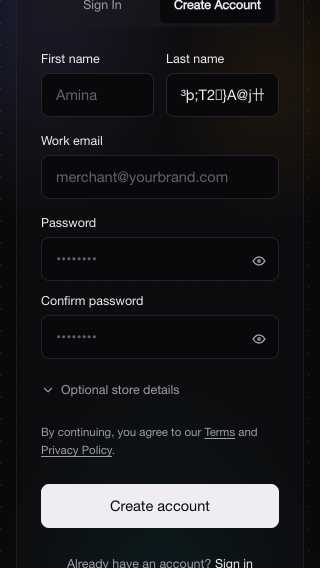 Sign In
Create Account
First name
Last name
Amina
merchant@yourbrand.com
Work email
Password
Confirm password
Optional store details
By continuing, you agree to our Terms and
Privacy Policy.
Create account
Already have an account? Sign in